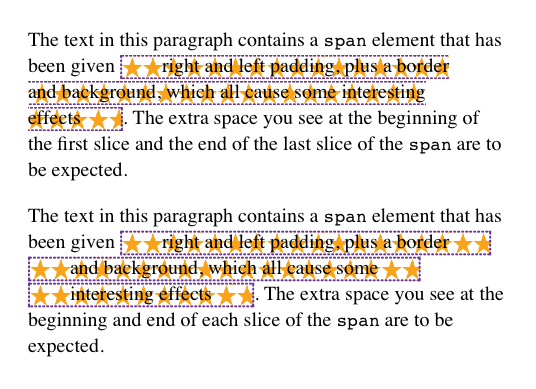 The text in this paragraph contains a span element that has
been given right and left padding, plus a border
and background, which all cause some interesting
effects. The extra space you see at the beginning of
the first slice and the end of the last slice of the span are to
be expected.
The text in this paragraph contains a span element that has
been given right and left padding, plus a border
and background, which all cause some
interesting effects. The extra space you see at the
beginning and end of each slice of the span are to be
expected.